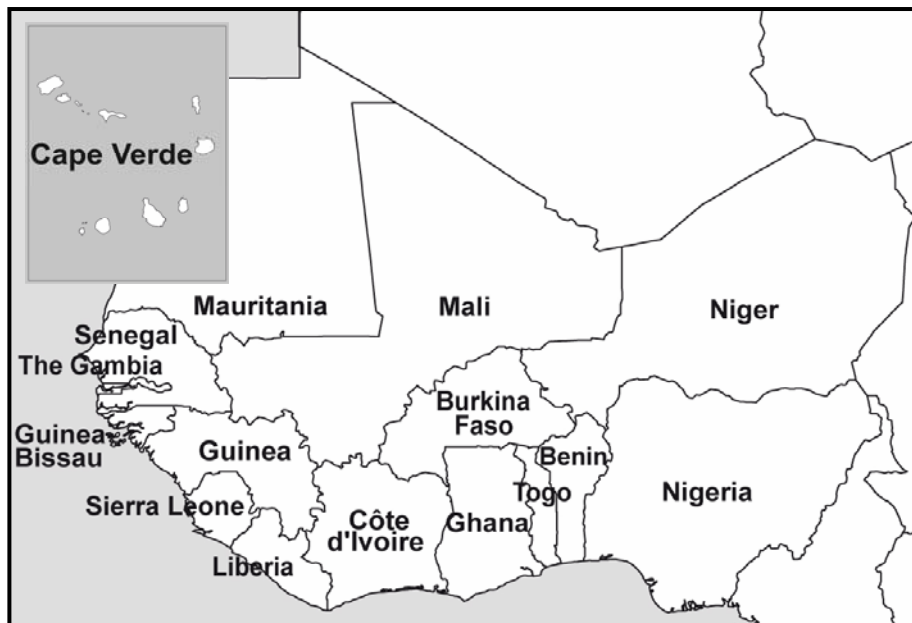 Cape Verde
Mauritania
Mali
Niger
Senegal
The Gambia
Guinea
Bissau
Guinea
Burkina
Faso
Benin
Togo
Nigeria
Sierra Leone
Côte
d'Ivoire
Ghana
Liberia